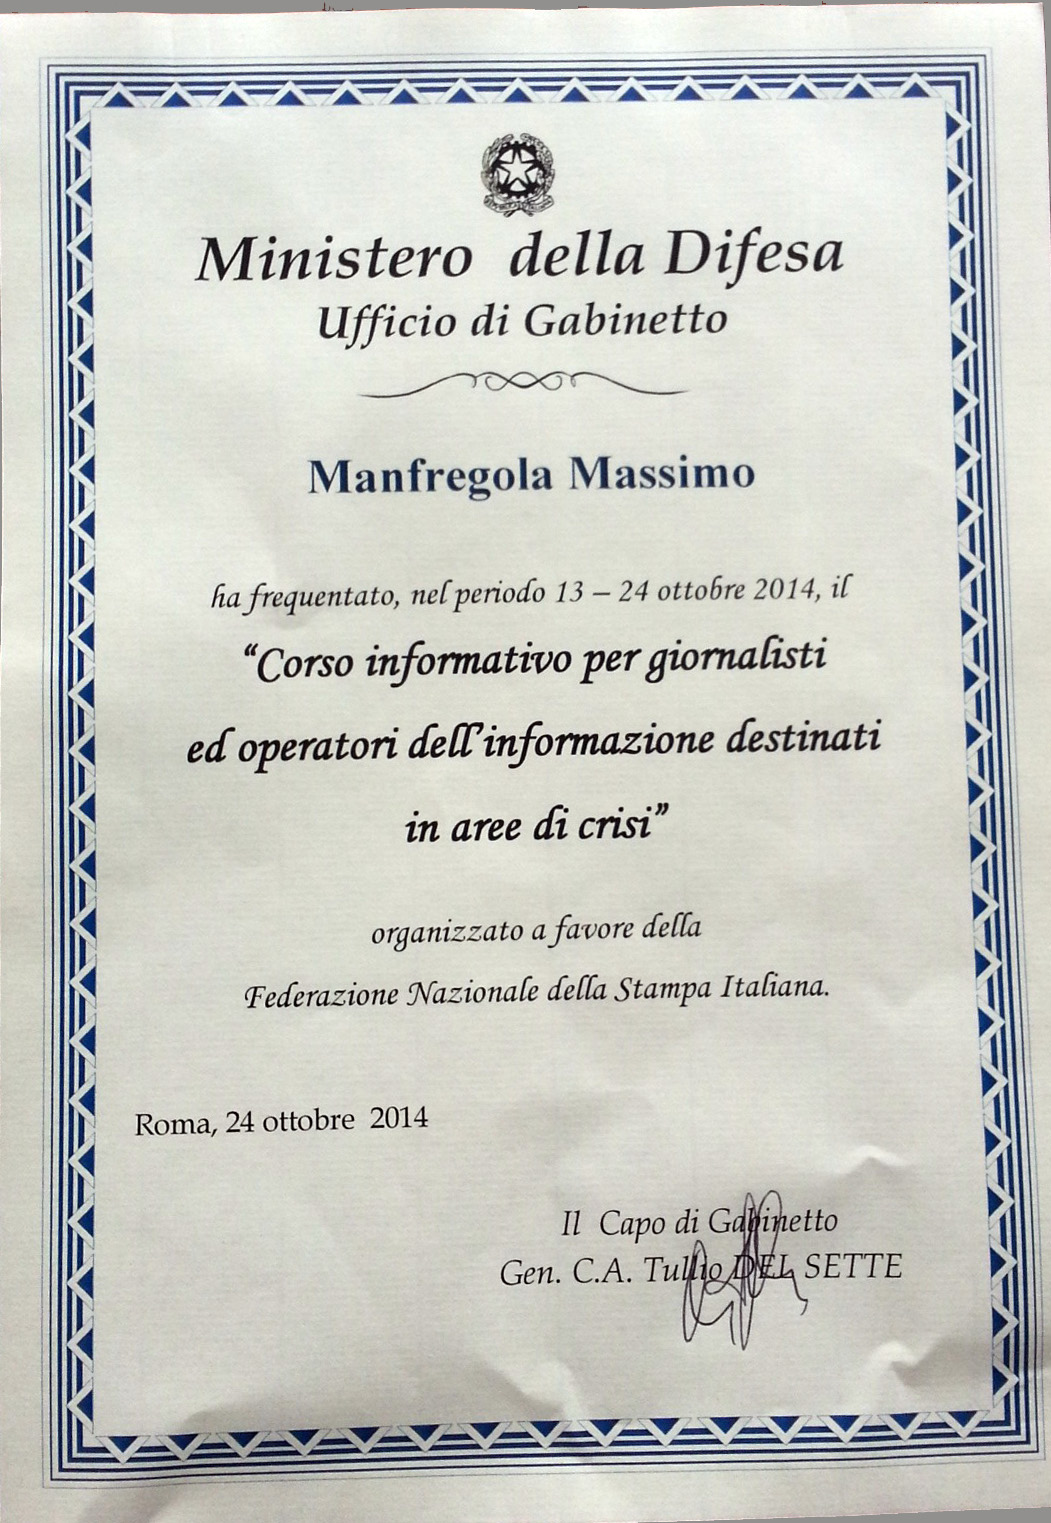 Ministero della Difesa
Ufficio di Gabinetto
Manfregola Massimo
ha frequentato, nel periodo 13 – 24 ottobre 2014, il
“Corso informativo per giornalisti
ed operatori dell'informazione destinati
in aree di crisi”
organizzato a favore della
Federazione Nazionale della Stampa Italiana.
Roma, 24 ottobre 2014
Il Capo di Gabinetto
Gen. C.A. Tullio DEL SETTE